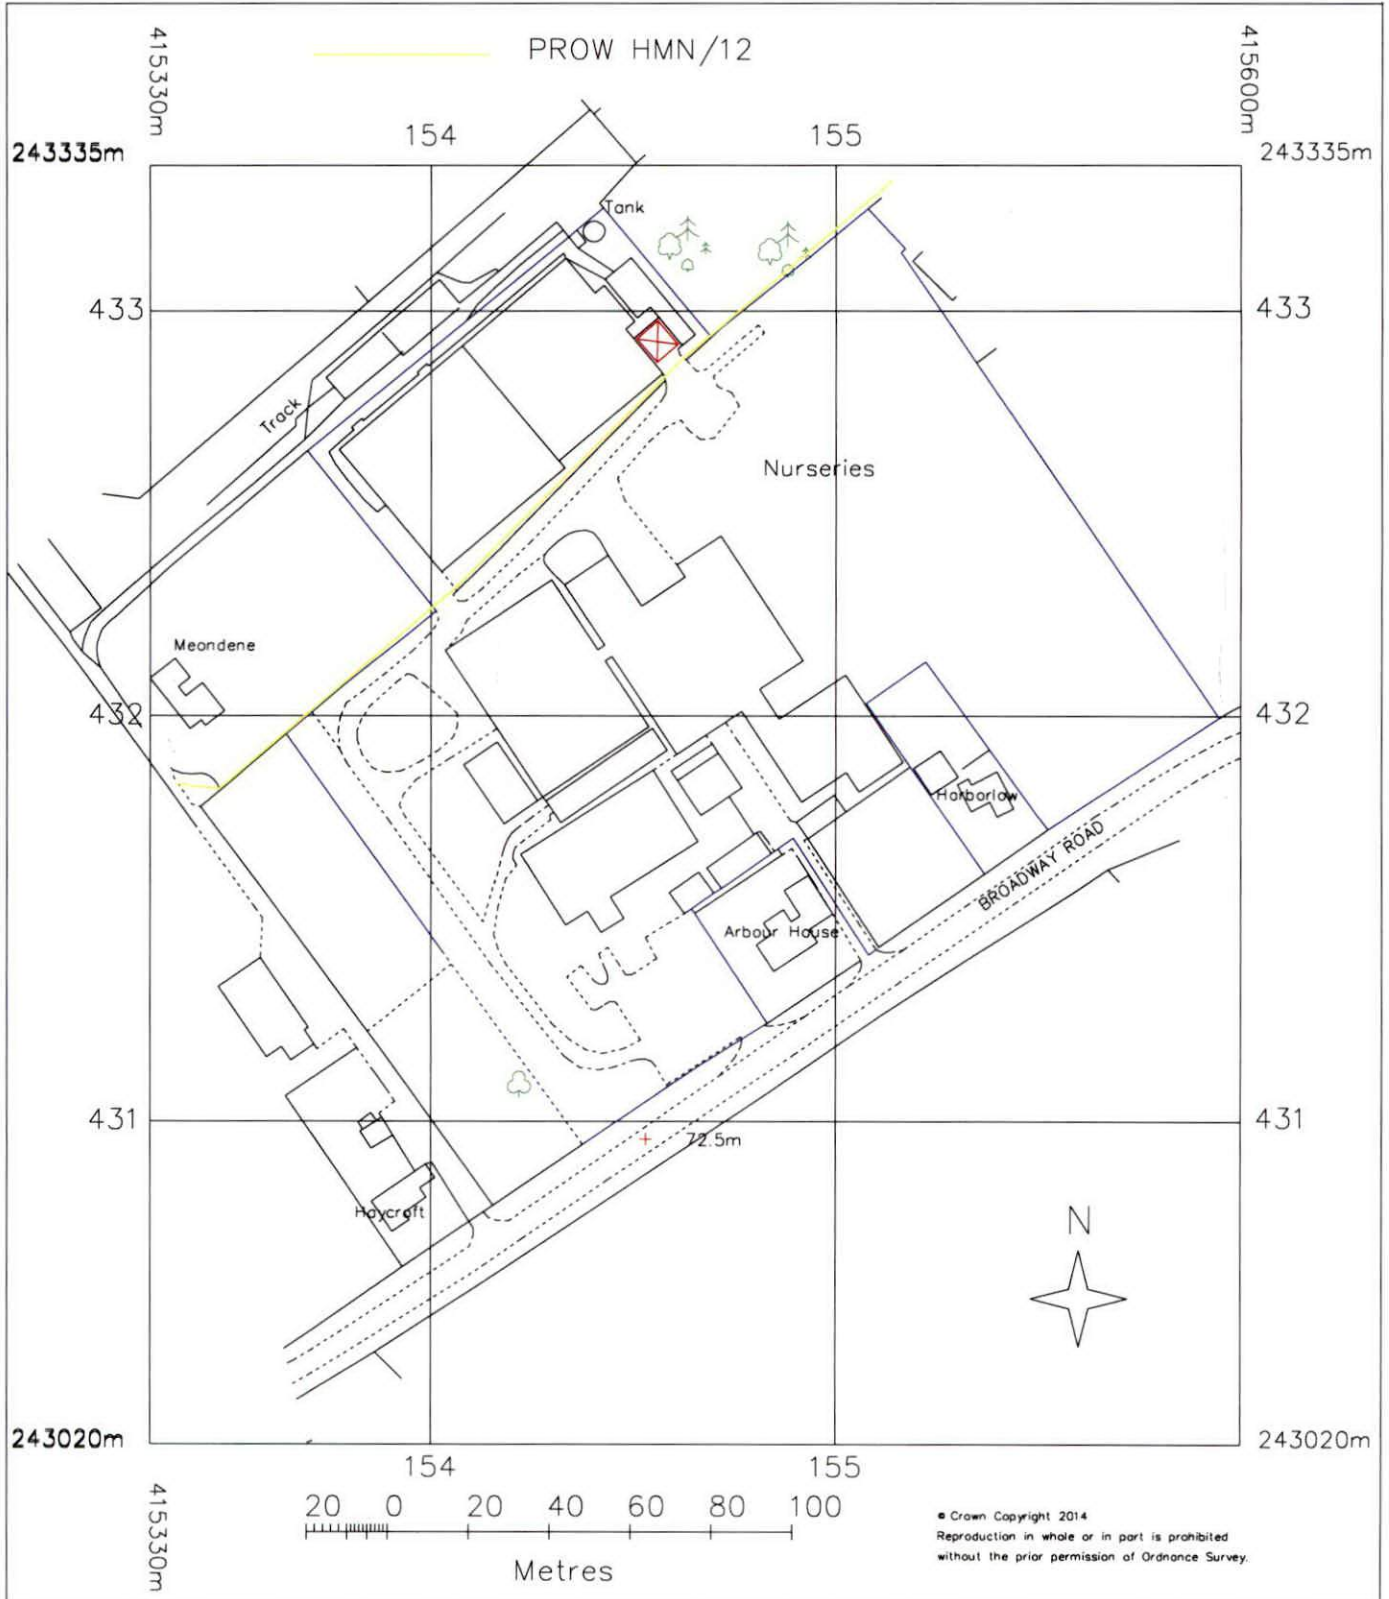 PROW HMN/12
415330m
415600m
154
155
243335m
243335m
Tank
433
433
Track
Nurseries
Meondene
432
432
Harborlow
BROADWAY ROAD
Arbour House
431
431
72.5m
Haycroft
N
243020m
243020m
154
155
415330m
20 0 20 40 60 80 100
Metres
© Crown Copyright 2014
Reproduction in whole or in part is prohibited
without the prior permission of Ordnance Survey.